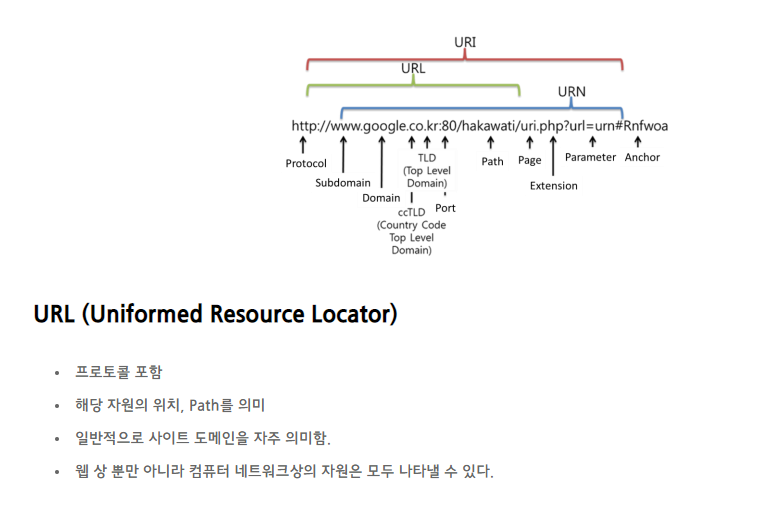 URI
URL
URN
http://www.google.co.kr:80/hakawati/uri.php?url=urn#Rnfwoa
Protocol
Subdomain
Domain
TLD
(Top Level
Domain)
ccTLD
(Country Code
Top Level
Domain)
Port
Path
Page
Extension
Parameter
Anchor
URL (Uniformed Resource Locator)
• 프로토콜 포함
• 해당 자원의 위치, Path를 의미
• 일반적으로 사이트 도메인을 자주 의미함.
• 웹 상 뿐만 아니라 컴퓨터 네트워크상의 자원은 모두 나타낼 수 있다.